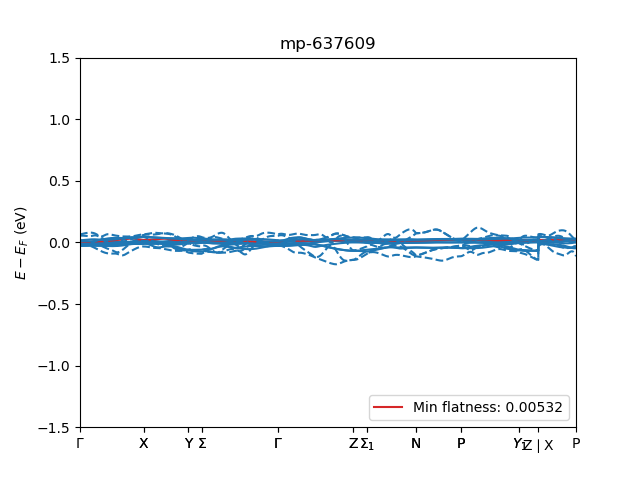 mp-637609
E − E_F (eV)
1.5
1.0
0.5
0.0
−0.5
−1.0
−1.5
Min flatness: 0.00532
Γ X Y Σ Γ Z Σ₁ N P Y₁ Z | X P